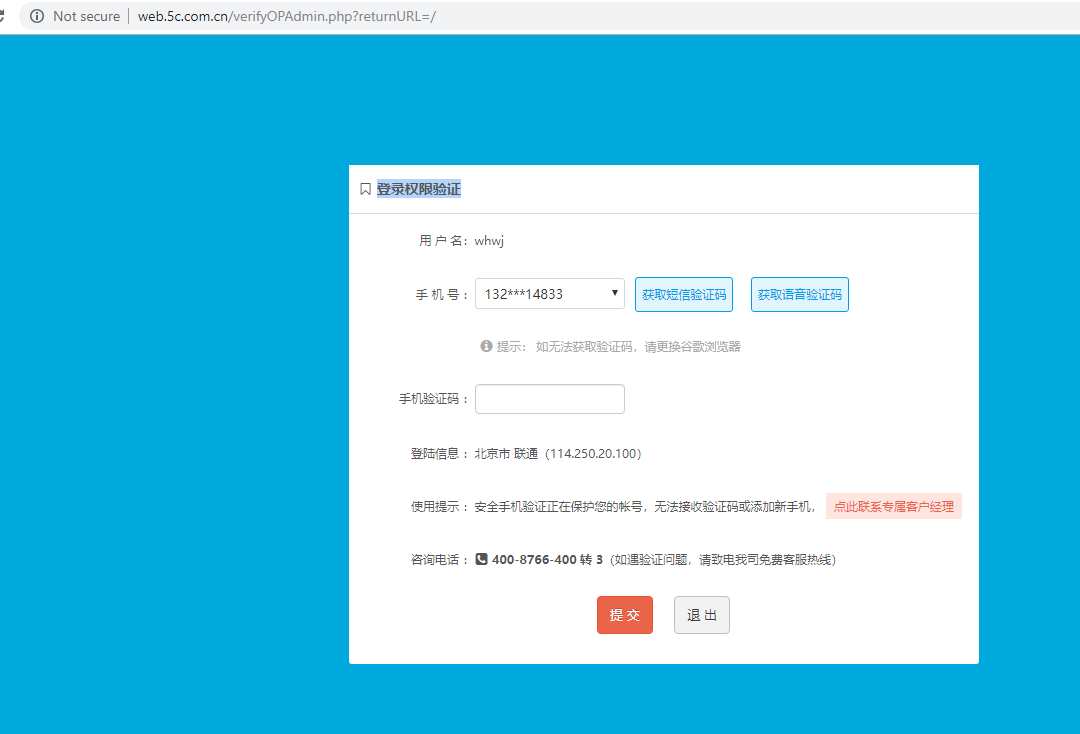 Not secure | web.5c.com.cn/verifyOPAdmin.php?returnURL=/
登录权限验证
用 户 名： whwj
手 机 号： 132***14833 获取短信验证码 获取语音验证码
提示： 如无法获取验证码，请更换谷歌浏览器
手机验证码：
登陆信息： 北京市 联通（114.250.20.100）
使用提示： 安全手机验证正在保护您的帐号，无法接收验证码或添加新手机， 点此联系专属客户经理
咨询电话： 400-8766-400 转 3（如遇验证问题，请致电我司免费客服热线）
提 交 退 出